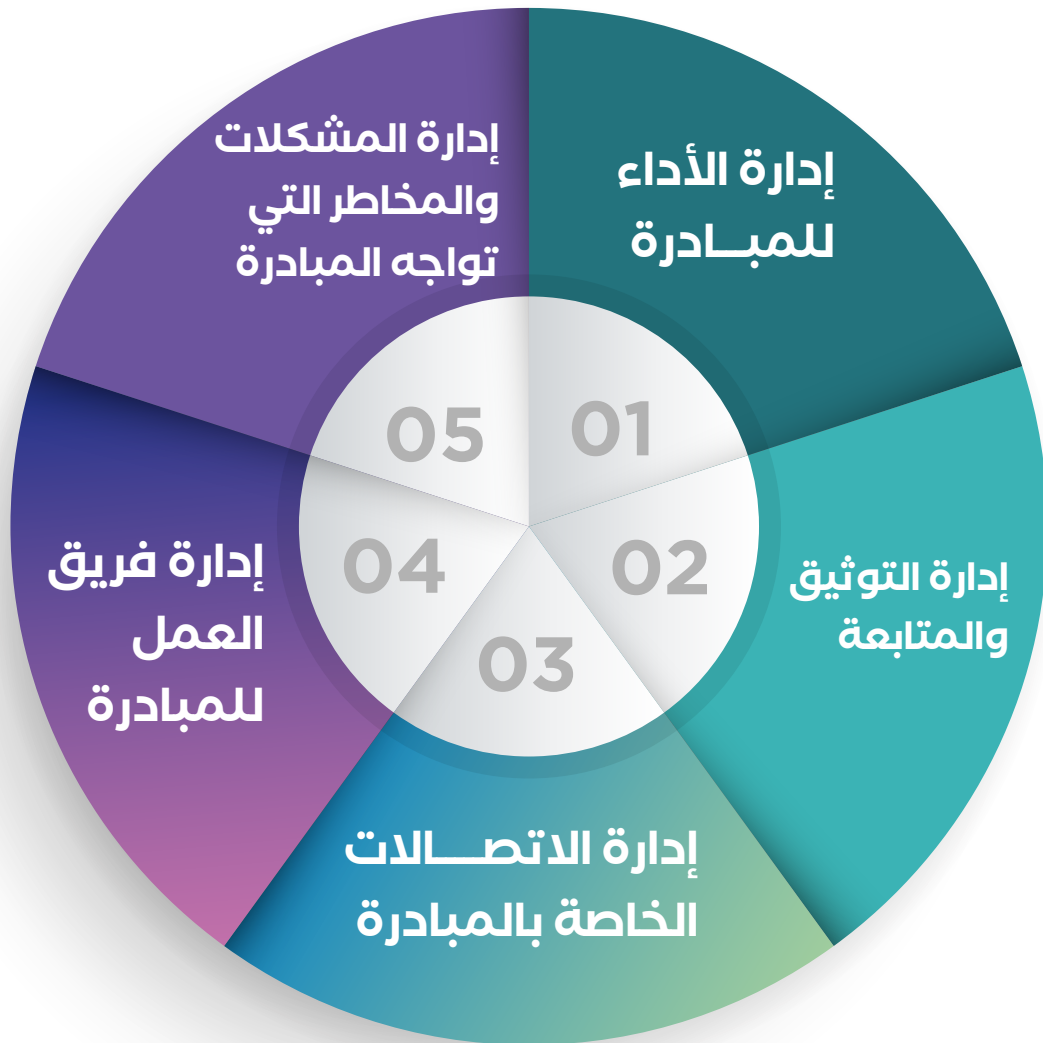 01
إدارة الأداء
للمبـــادرة
02
إدارة التوثيق
والمتابعة
03
إدارة الاتصـــالات
الخاصة بالمبادرة
04
إدارة فريق
العمل
للمبادرة
05
إدارة المشكلات
والمخاطر التي
تواجه المبادرة